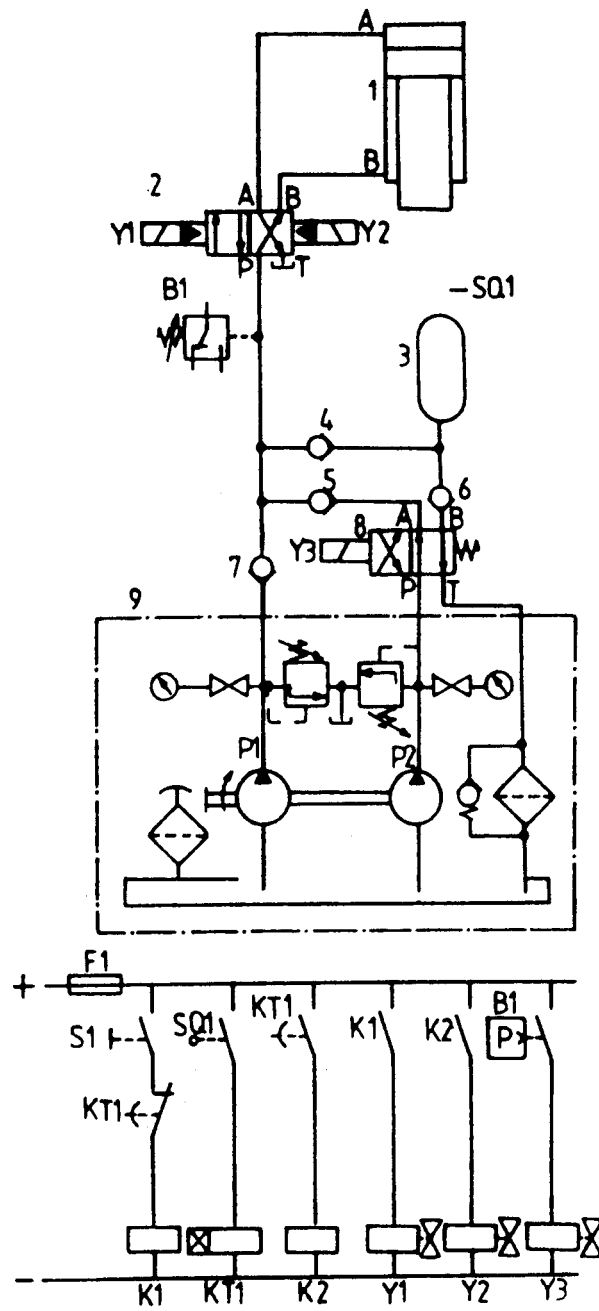 A
1
B
2
A B
Y1 Y2
P T
B1
-SQ1
3
4
5
6
A B
8
Y3
7
P T
9
P1 P2
F1
+
S1 SQ1 KT1 K1 K2 B1
P
KT1
-
K1 KT1 K2 Y1 Y2 Y3